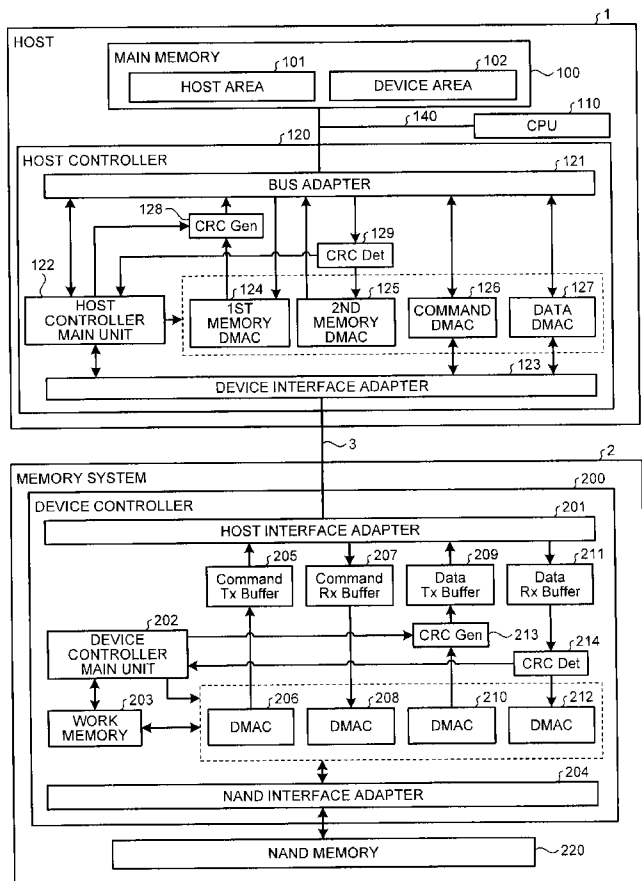 1
HOST
MAIN MEMORY
101
102
HOST AREA
DEVICE AREA
100
110
140
CPU
120
HOST CONTROLLER
121
BUS ADAPTER
128
CRC Gen
129
CRC Det
122
124
125
126
127
HOST
CONTROLLER
MAIN UNIT
1ST
MEMORY
DMAC
2ND
MEMORY
DMAC
COMMAND
DMAC
DATA
DMAC
123
DEVICE INTERFACE ADAPTER
3
2
MEMORY SYSTEM
200
DEVICE CONTROLLER
201
HOST INTERFACE ADAPTER
205
207
209
211
Command
Tx Buffer
Command
Rx Buffer
Data
Tx Buffer
Data
Rx Buffer
202
DEVICE
CONTROLLER
MAIN UNIT
CRC Gen
213
214
CRC Det
203
WORK
MEMORY
206
208
210
212
DMAC
DMAC
DMAC
DMAC
204
NAND INTERFACE ADAPTER
NAND MEMORY
220